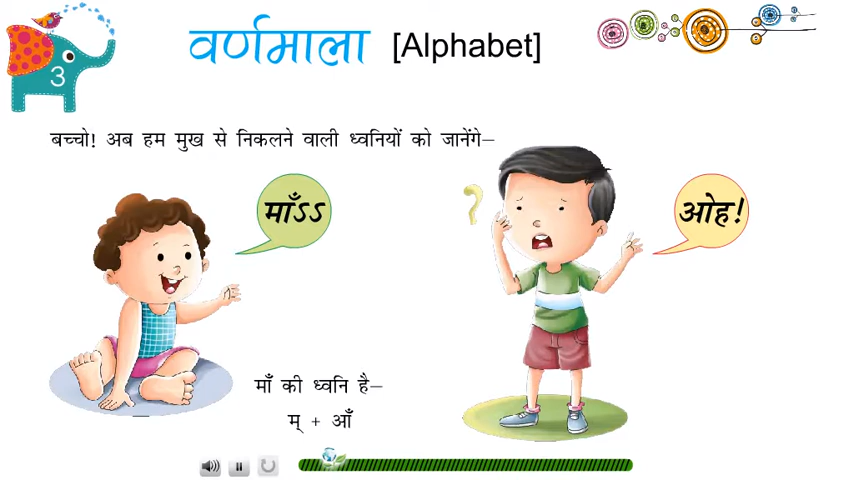 3
वर्णमाला [Alphabet]
बच्चो! अब हम मुख से निकलने वाली ध्वनियों को जानेंगे–
माँऽऽ
?
ओह!
माँ की ध्वनि है–
म् + आँ